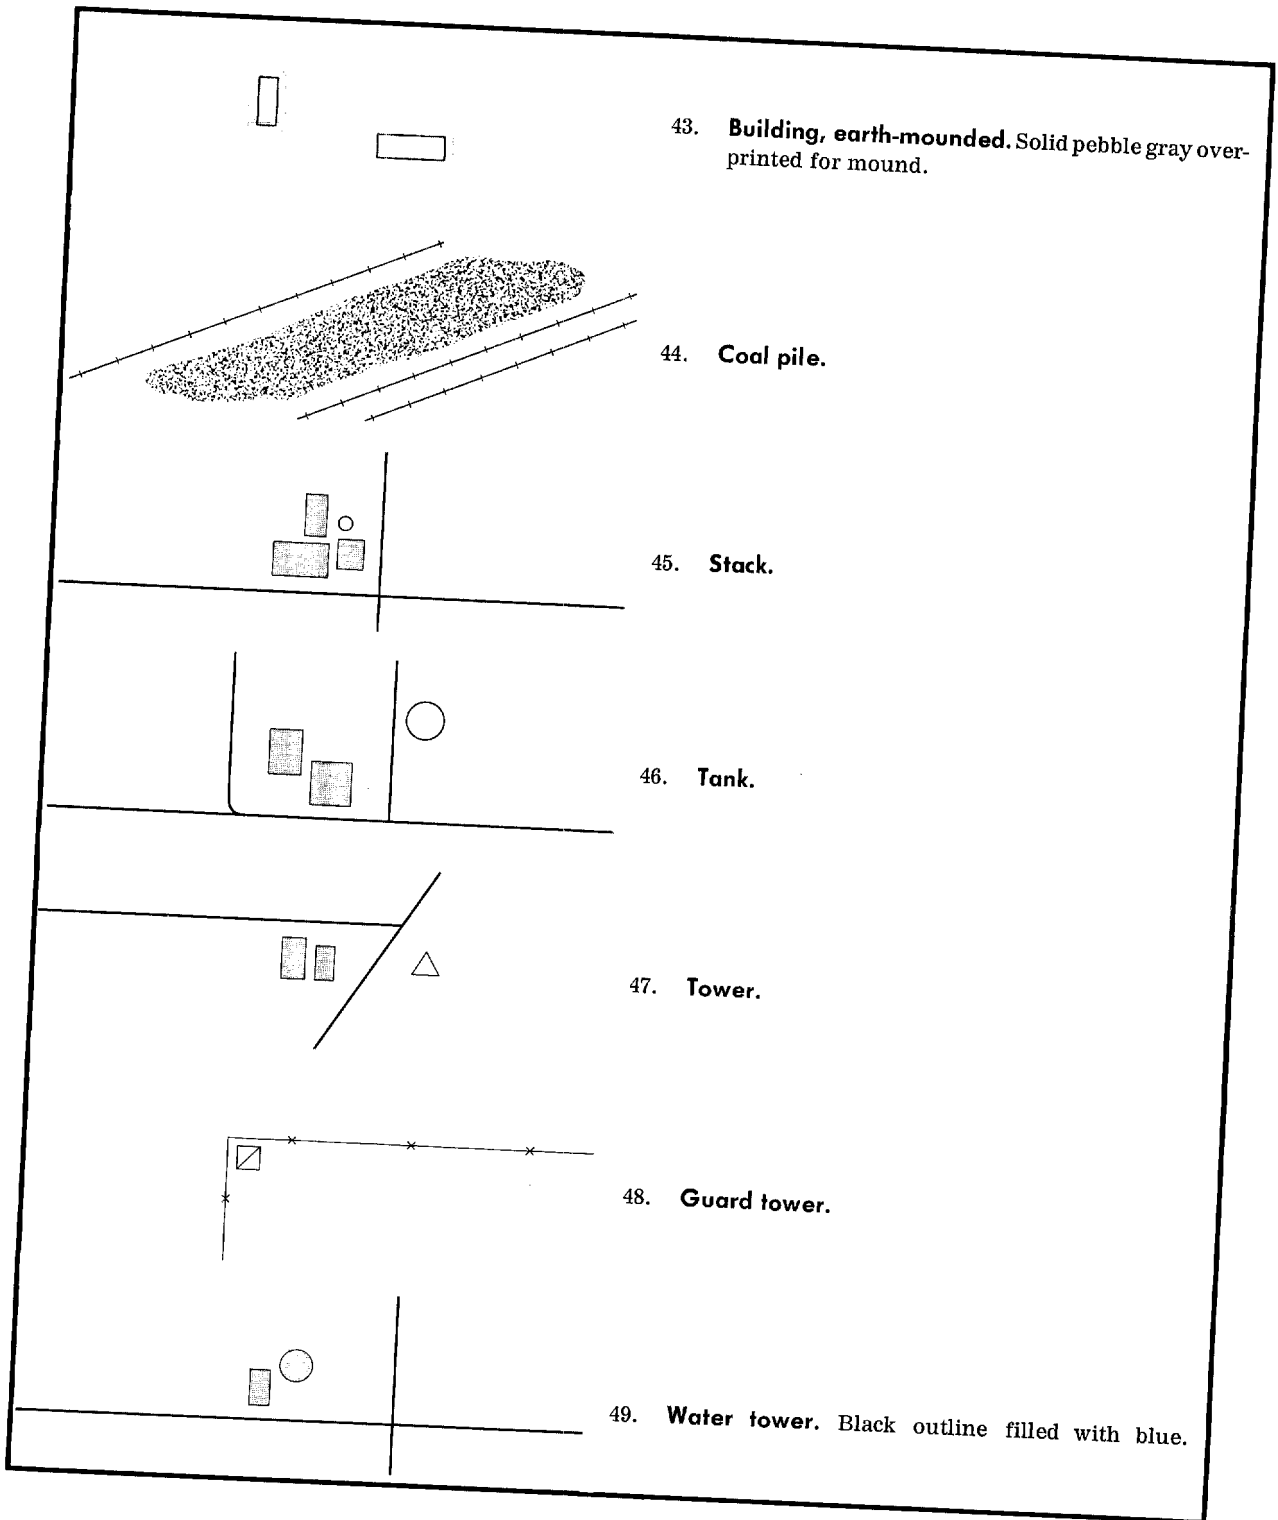 43. Building, earth-mounded. Solid pebble gray over-
printed for mound.
44. Coal pile.
45. Stack.
46. Tank.
47. Tower.
48. Guard tower.
49. Water tower. Black outline filled with blue.